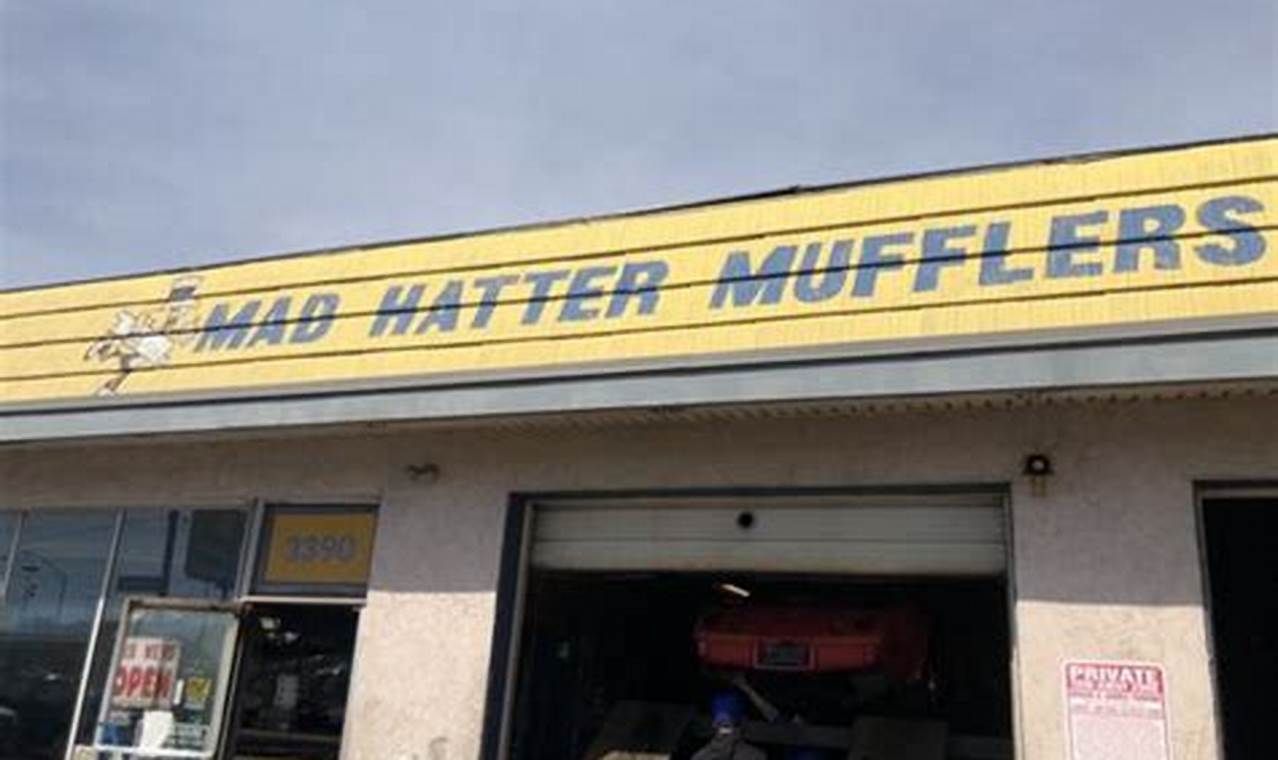 MAD HATTER MUFFLERS
3390
OPEN
PRIVATE